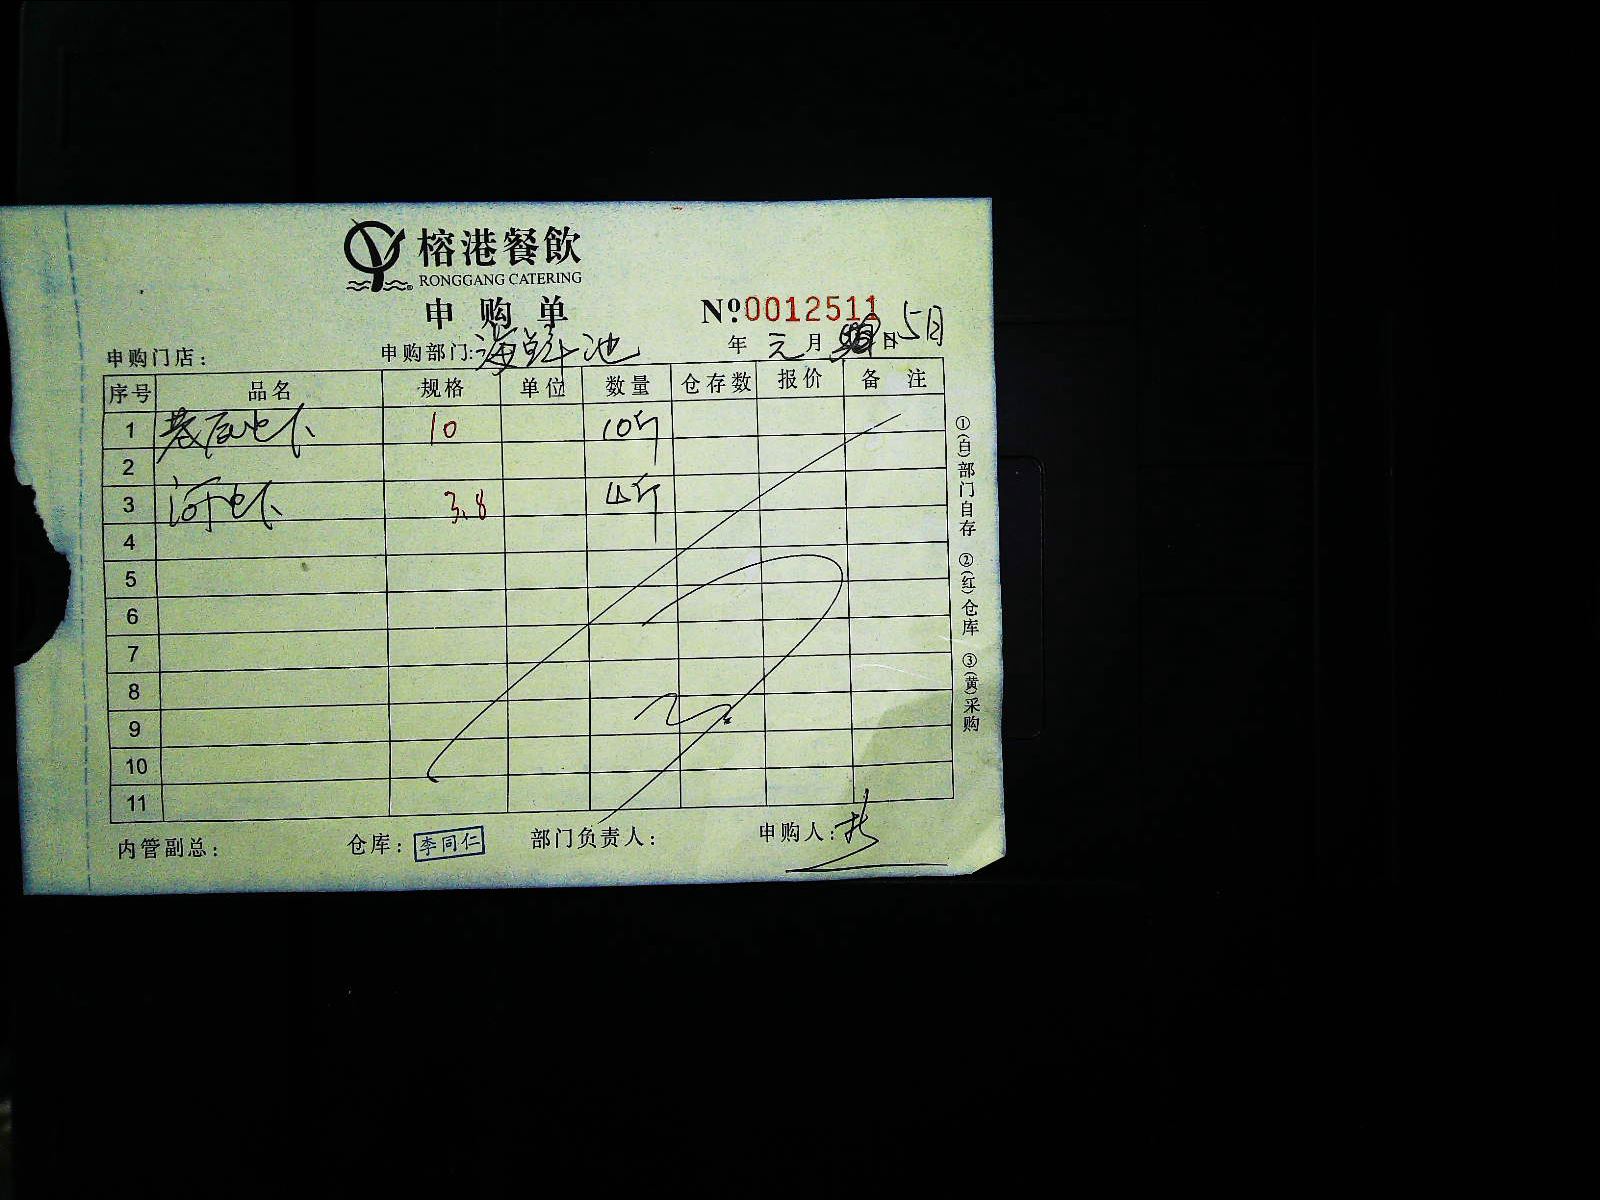 榕港餐飲
RONGGANG CATERING
申购单 №0012511
申购门店: 申购部门:海鲜池 年 元月 日5日
序号 品名 规格 单位 数量 仓存数 报价 备注
1 基尾虾 10 10斤
2
3 河虾 3.8 4斤
4
5
6
7
8
9
10
11
内管副总: 仓库: 李同仁 部门负责人: 申购人:
①(白)部门自存 ②(红)仓库 ③(黄)采购